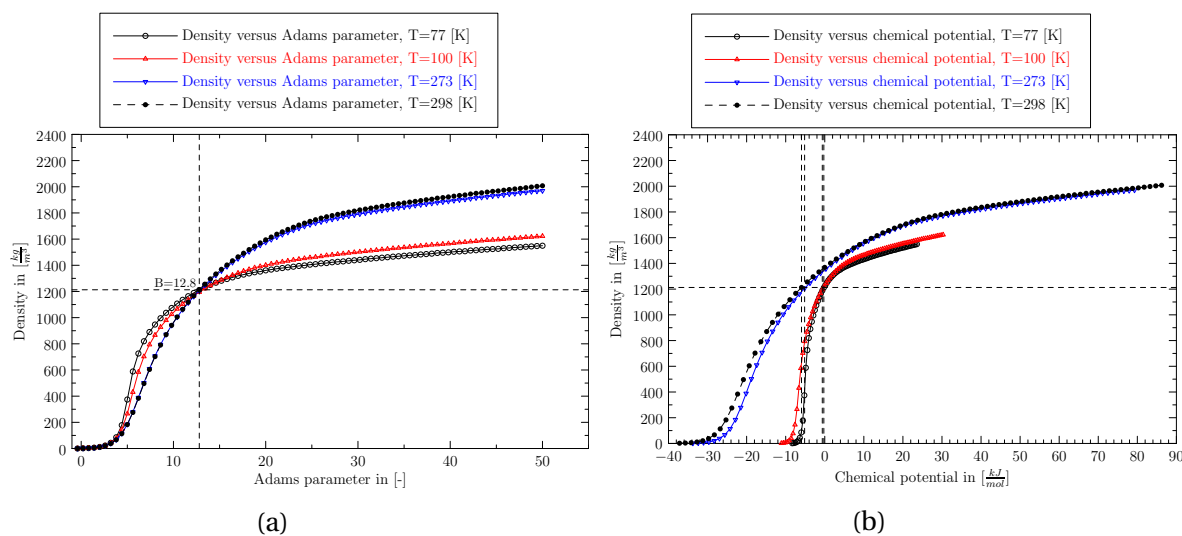 Density versus Adams parameter, T=77 [K]
Density versus Adams parameter, T=100 [K]
Density versus Adams parameter, T=273 [K]
Density versus Adams parameter, T=298 [K]
2400
2200
2000
1800
1600
1400
1200
1000
800
600
400
200
0
Density in [kg/m³]
B=12.8
0 10 20 30 40 50
Adams parameter in [-]
(a)
Density versus chemical potential, T=77 [K]
Density versus chemical potential, T=100 [K]
Density versus chemical potential, T=273 [K]
Density versus chemical potential, T=298 [K]
2400
2200
2000
1800
1600
1400
1200
1000
800
600
400
200
0
Density in [kg/m³]
−40 −30 −20 −10 0 10 20 30 40 50 60 70 80 90
Chemical potential in [kJ/mol]
(b)